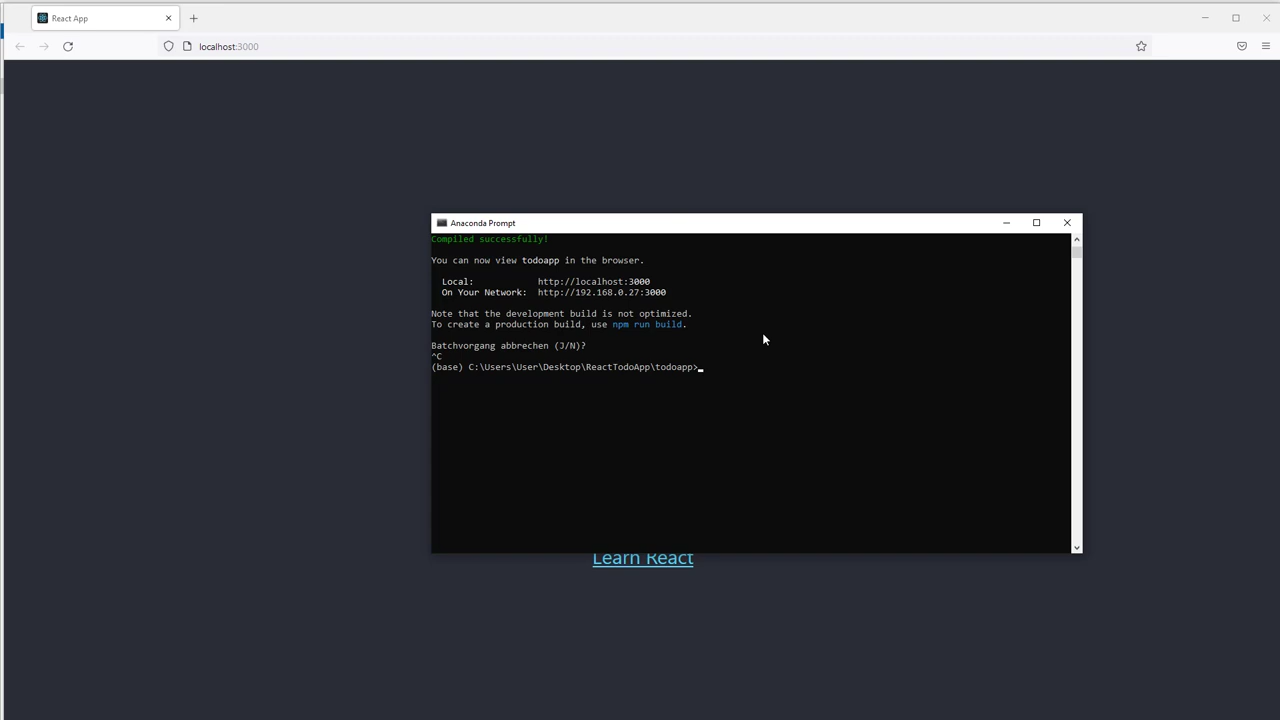 React App
localhost:3000
Anaconda Prompt
Compiled successfully!
You can now view todoapp in the browser.
Local: http://localhost:3000
On Your Network: http://192.168.0.27:3000
Note that the development build is not optimized.
To create a production build, use npm run build.
Batchvorgang abbrechen (J/N)?
^C
(base) C:\Users\User\Desktop\ReactTodoApp\todoapp>
Learn React